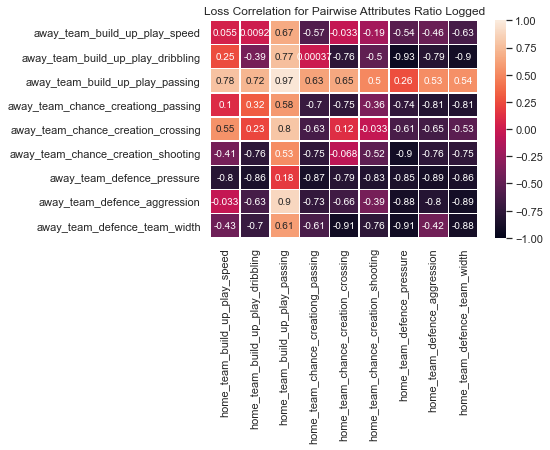 Loss Correlation for Pairwise Attributes Ratio Logged
away_team_build_up_play_speed 0.055 0.0092 0.67 -0.57 -0.033 -0.19 -0.54 -0.46 -0.63
away_team_build_up_play_dribbling 0.25 -0.39 0.77 0.00037 -0.76 -0.5 -0.93 -0.79 -0.9
away_team_build_up_play_passing 0.78 0.72 0.97 0.63 0.65 0.5 0.26 0.53 0.54
away_team_chance_creationg_passing 0.1 0.32 0.58 -0.7 -0.75 -0.36 -0.74 -0.81 -0.81
away_team_chance_creation_crossing 0.55 0.23 0.8 -0.63 0.12 -0.033 -0.61 -0.65 -0.53
away_team_chance_creation_shooting -0.41 -0.76 0.53 -0.75 -0.068 -0.52 -0.9 -0.76 -0.75
away_team_defence_pressure -0.8 -0.86 0.18 -0.87 -0.79 -0.83 -0.85 -0.89 -0.86
away_team_defence_aggression -0.033 -0.63 0.9 -0.73 -0.66 -0.39 -0.88 -0.8 -0.89
away_team_defence_team_width -0.43 -0.7 0.61 -0.61 -0.91 -0.76 -0.91 -0.42 -0.88
home_team_build_up_play_speed
home_team_build_up_play_dribbling
home_team_build_up_play_passing
home_team_chance_creationg_passing
home_team_chance_creation_crossing
home_team_chance_creation_shooting
home_team_defence_pressure
home_team_defence_aggression
home_team_defence_team_width
1.00
0.75
0.50
0.25
0.00
-0.25
-0.50
-0.75
-1.00